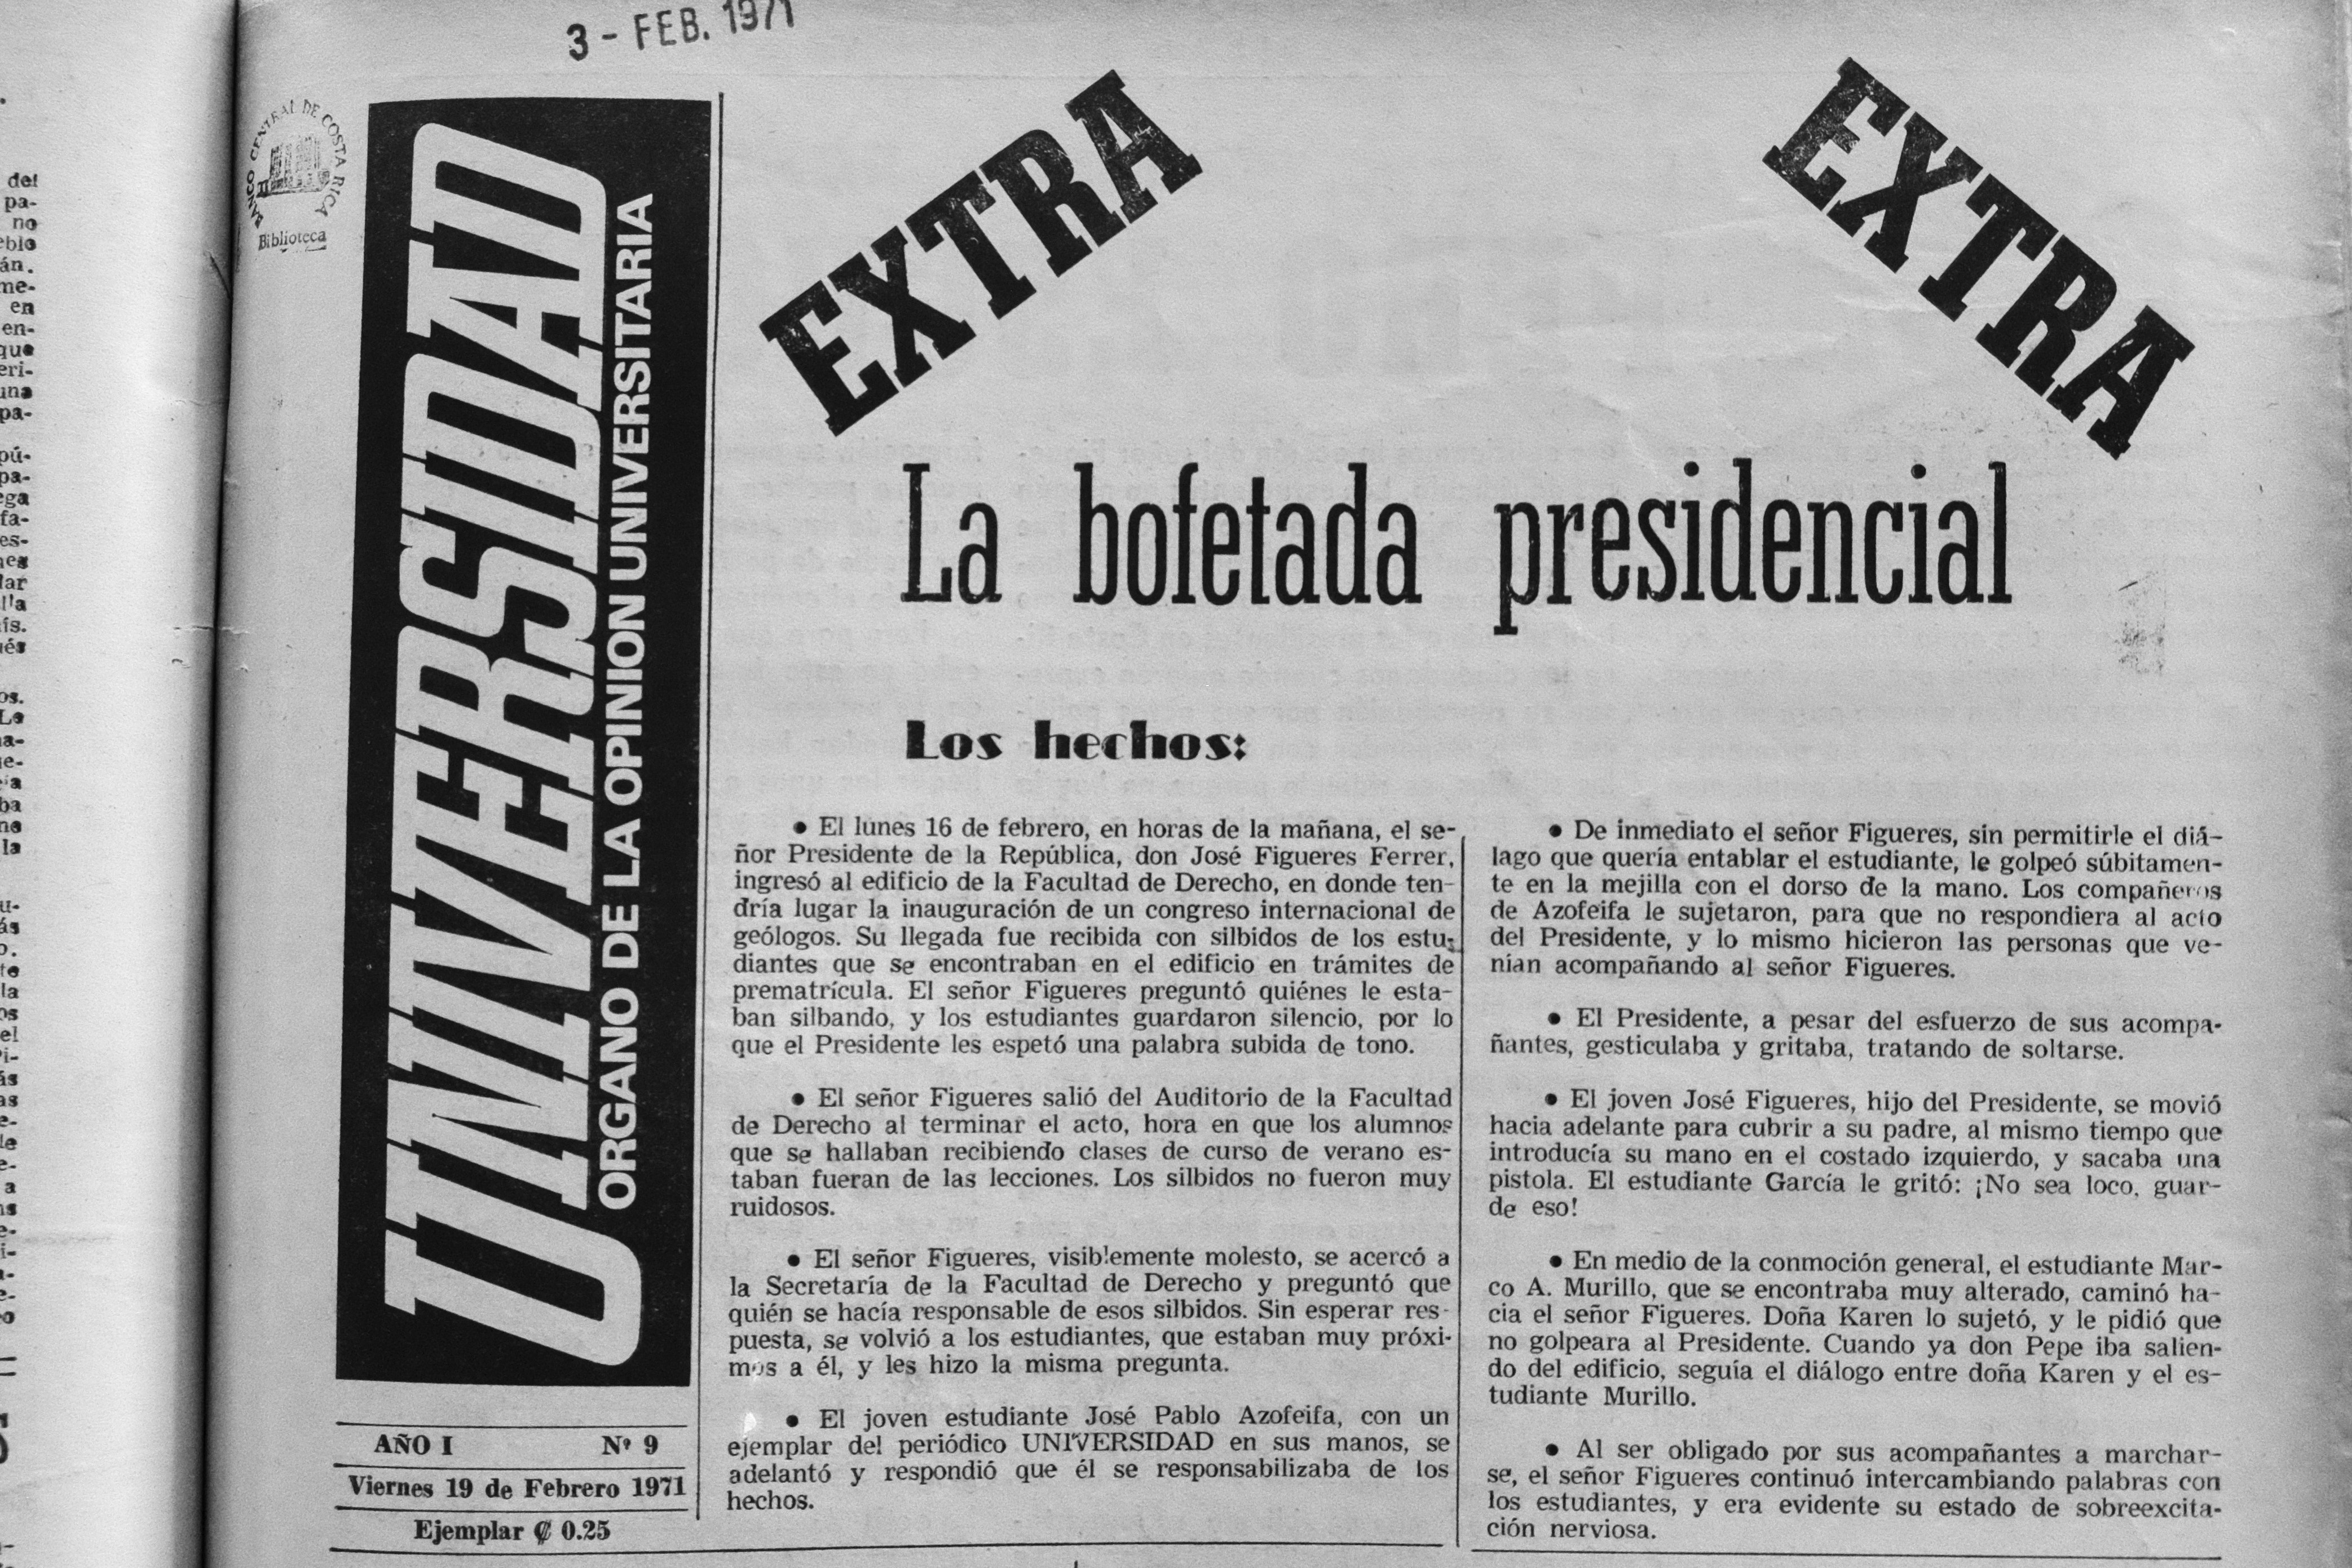 3 - FEB. 1971
BANCO CENTRAL DE COSTA RICA
Biblioteca
UNIVERSIDAD
ORGANO DE LA OPINION UNIVERSITARIA
AÑO I Nº 9
Viernes 19 de Febrero 1971
Ejemplar ₡ 0.25
EXTRA
EXTRA
La bofetada presidencial
Los hechos:
● El lunes 16 de febrero, en horas de la mañana, el se-
ñor Presidente de la República, don José Figueres Ferrer,
ingresó al edificio de la Facultad de Derecho, en donde ten-
dría lugar la inauguración de un congreso internacional de
geólogos. Su llegada fue recibida con silbidos de los estu-
diantes que se encontraban en el edificio en trámites de
prematrícula. El señor Figueres preguntó quiénes le esta-
ban silbando, y los estudiantes guardaron silencio, por lo
que el Presidente les espetó una palabra subida de tono.
● El señor Figueres salió del Auditorio de la Facultad
de Derecho al terminar el acto, hora en que los alumnos
que se hallaban recibiendo clases de curso de verano es-
taban fueran de las lecciones. Los silbidos no fueron muy
ruidosos.
● El señor Figueres, visiblemente molesto, se acercó a
la Secretaría de la Facultad de Derecho y preguntó que
quién se hacía responsable de esos silbidos. Sin esperar res-
puesta, se volvió a los estudiantes, que estaban muy próxi-
mos a él, y les hizo la misma pregunta.
● El joven estudiante José Pablo Azofeifa, con un
ejemplar del periódico UNIVERSIDAD en sus manos, se
adelantó y respondió que él se responsabilizaba de los
hechos.
● De inmediato el señor Figueres, sin permitirle el diá-
lago que quería entablar el estudiante, le golpeó súbitamen-
te en la mejilla con el dorso de la mano. Los compañeros
de Azofeifa le sujetaron, para que no respondiera al acto
del Presidente, y lo mismo hicieron las personas que ve-
nían acompañando al señor Figueres.
● El Presidente, a pesar del esfuerzo de sus acompa-
ñantes, gesticulaba y gritaba, tratando de soltarse.
● El joven José Figueres, hijo del Presidente, se movió
hacia adelante para cubrir a su padre, al mismo tiempo que
introducía su mano en el costado izquierdo, y sacaba una
pistola. El estudiante García le gritó: ¡No sea loco, guar-
de eso!
● En medio de la conmoción general, el estudiante Mar-
co A. Murillo, que se encontraba muy alterado, caminó ha-
cia el señor Figueres. Doña Karen lo sujetó, y le pidió que
no golpeara al Presidente. Cuando ya don Pepe iba salien-
do del edificio, seguía el diálogo entre doña Karen y el es-
tudiante Murillo.
● Al ser obligado por sus acompañantes a marchar-
se, el señor Figueres continuó intercambiando palabras con
los estudiantes, y era evidente su estado de sobreexcita-
ción nerviosa.